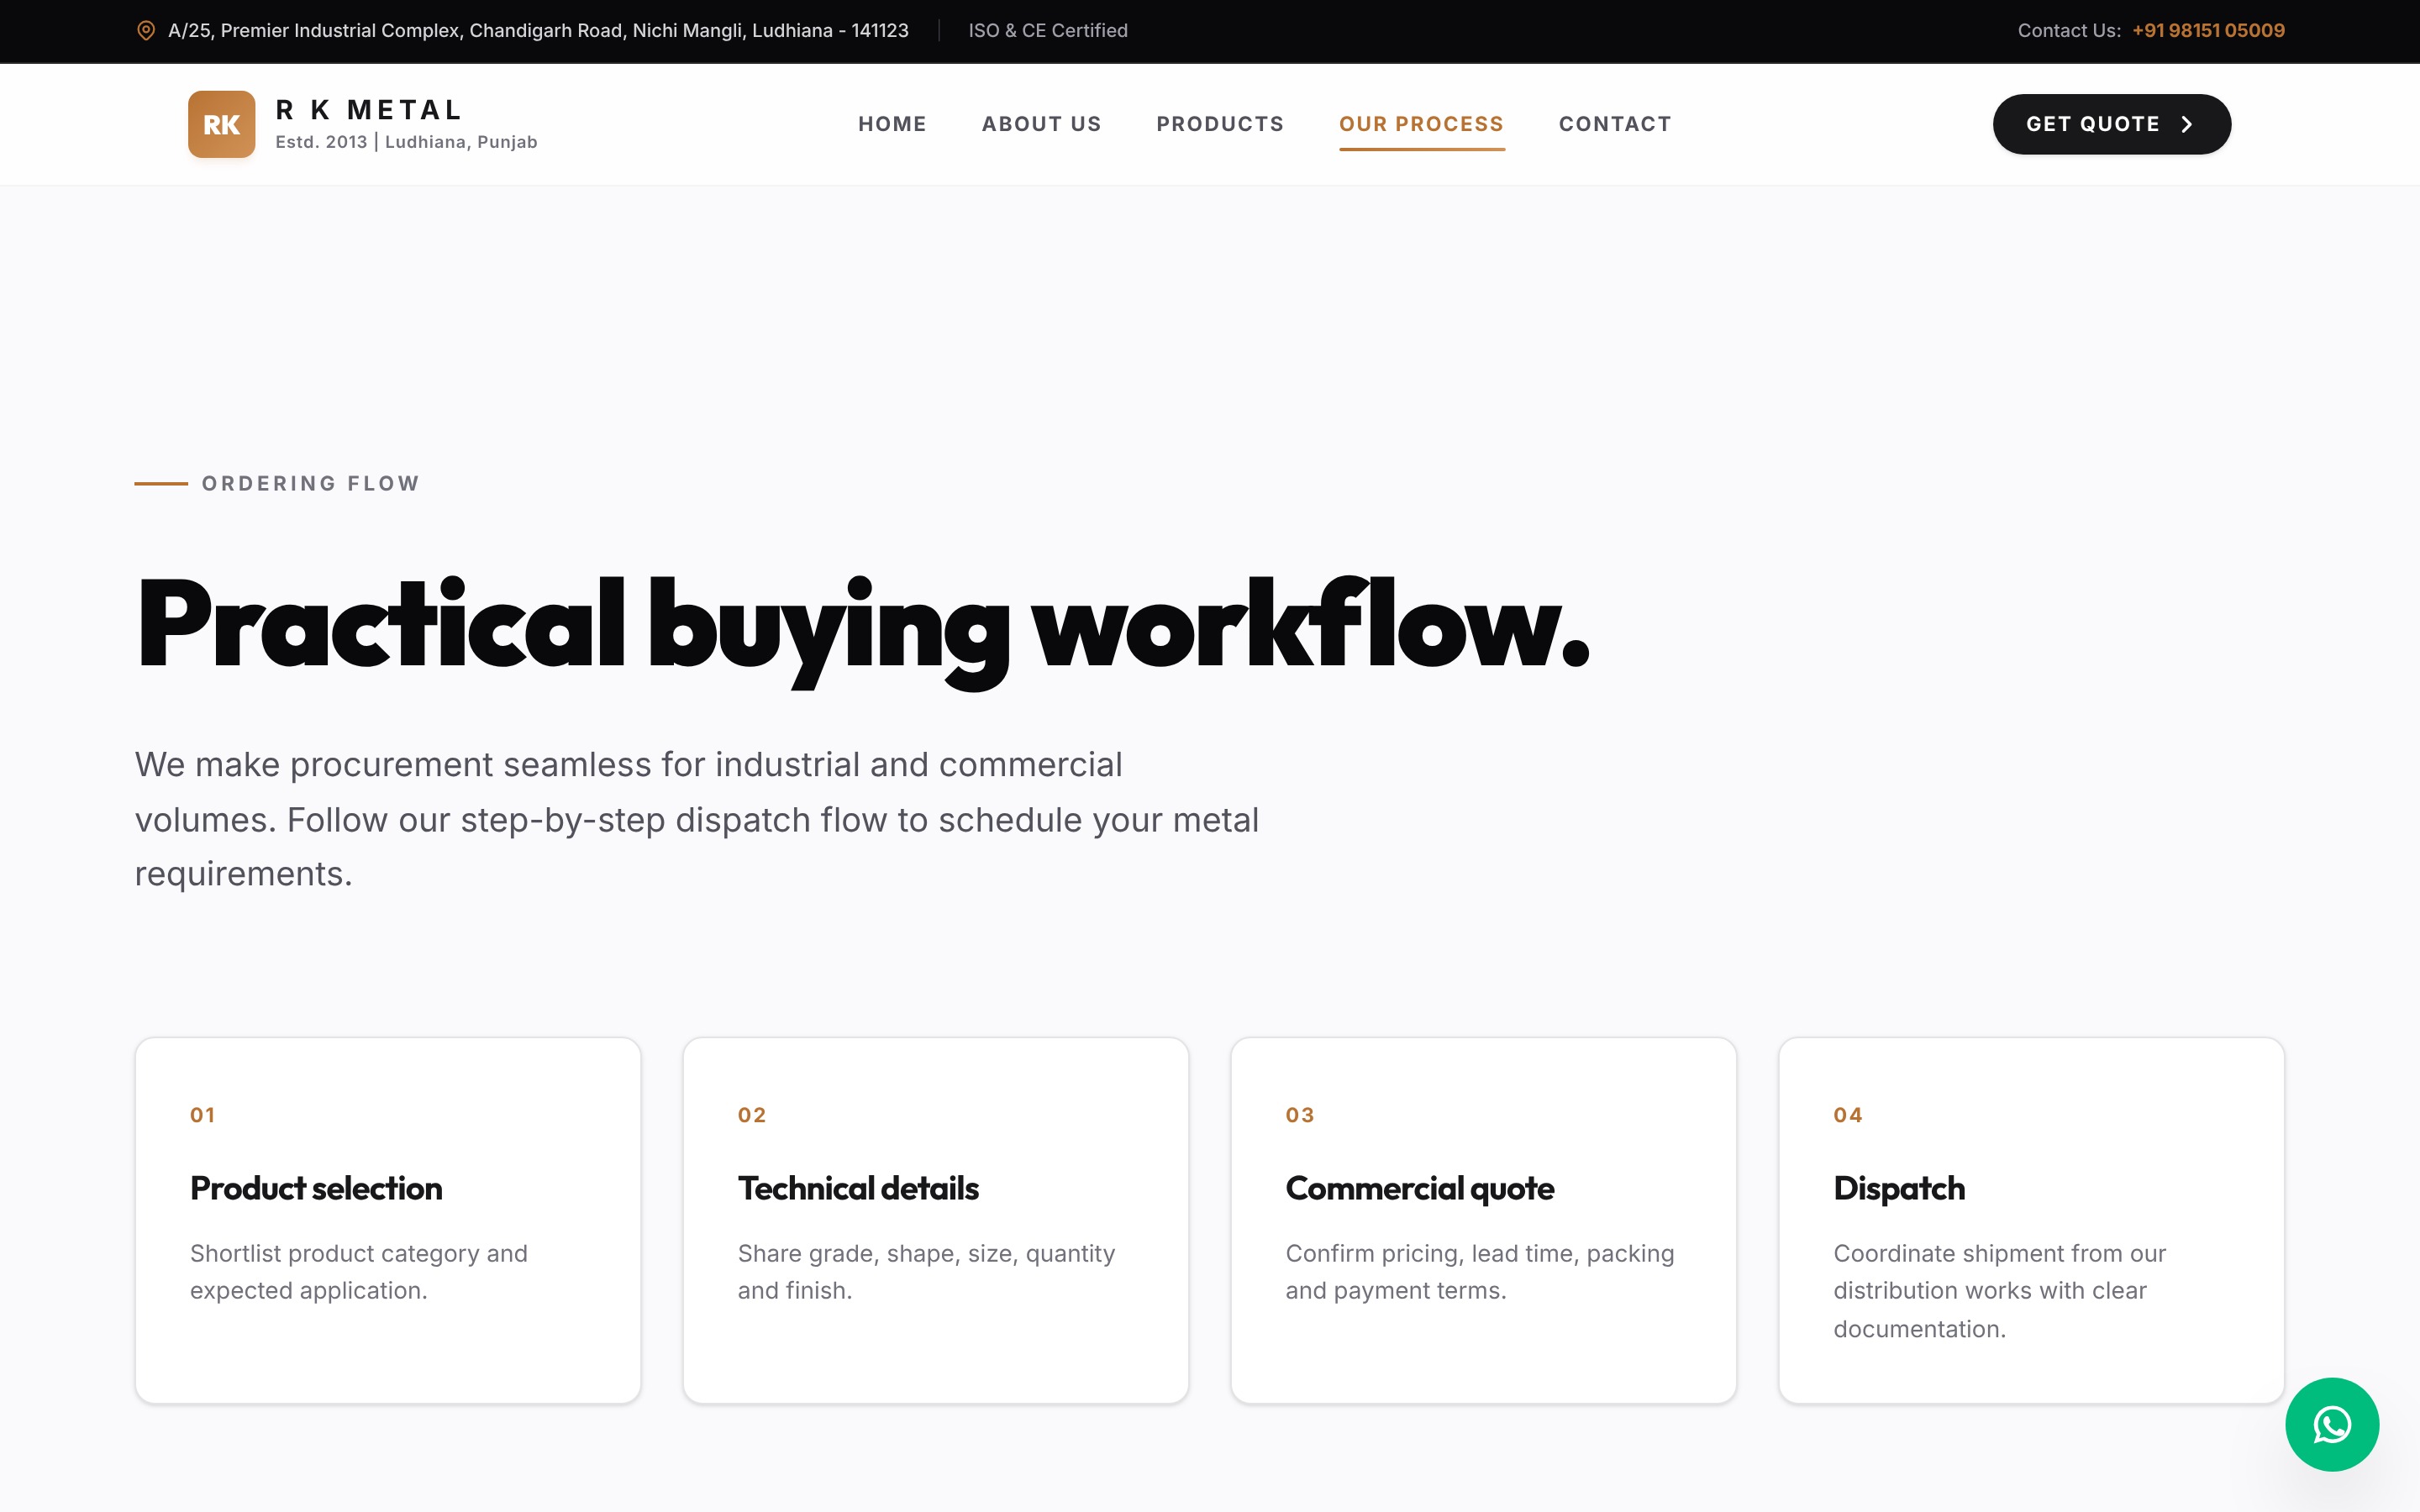 A/25, Premier Industrial Complex, Chandigarh Road, Nichi Mangli, Ludhiana - 141123
ISO & CE Certified
Contact Us: +91 98151 05009
RK
R K METAL
Estd. 2013 | Ludhiana, Punjab
HOME
ABOUT US
PRODUCTS
OUR PROCESS
CONTACT
GET QUOTE
ORDERING FLOW
Practical buying workflow.
We make procurement seamless for industrial and commercial
volumes. Follow our step-by-step dispatch flow to schedule your metal
requirements.
01
Product selection
Shortlist product category and
expected application.
02
Technical details
Share grade, shape, size, quantity
and finish.
03
Commercial quote
Confirm pricing, lead time, packing
and payment terms.
04
Dispatch
Coordinate shipment from our
distribution works with clear
documentation.